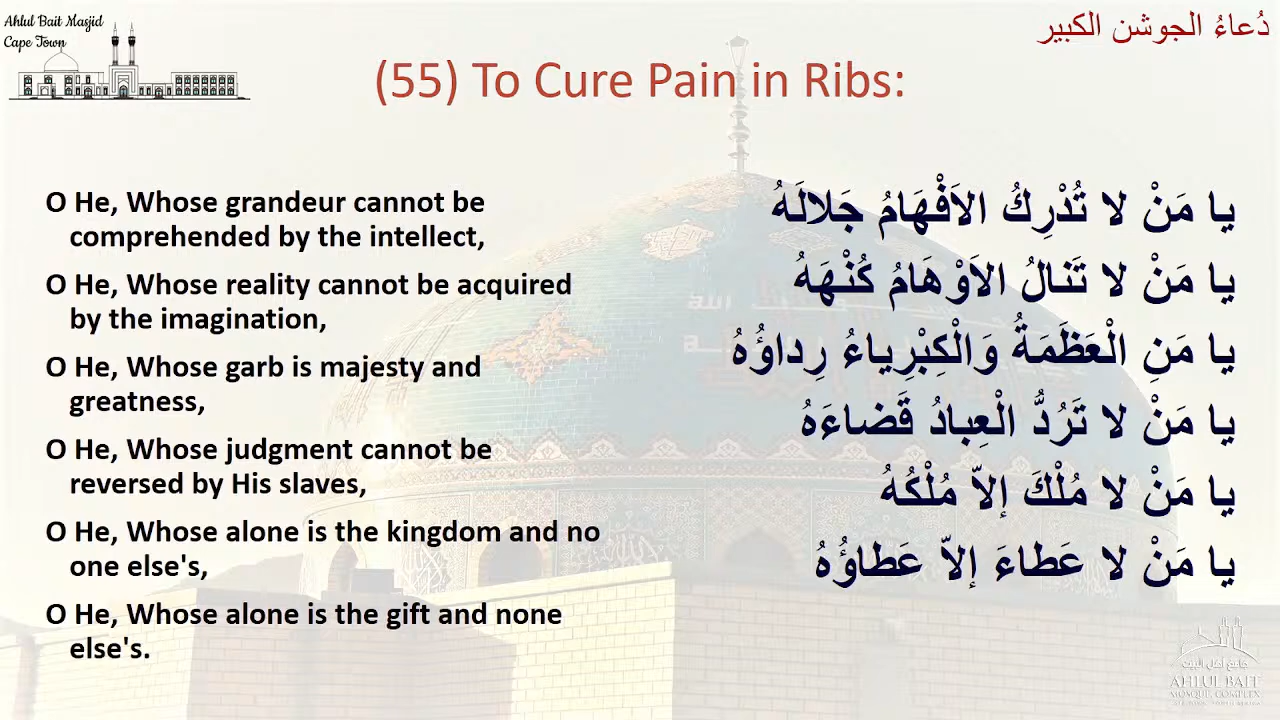 Ahlul Bait Masjid
Cape Town
دُعاءُ الجوشن الكبير
(55) To Cure Pain in Ribs:
O He, Whose grandeur cannot be
comprehended by the intellect,
O He, Whose reality cannot be acquired
by the imagination,
O He, Whose garb is majesty and
greatness,
O He, Whose judgment cannot be
reversed by His slaves,
O He, Whose alone is the kingdom and no
one else's,
O He, Whose alone is the gift and none
else's.
يا مَنْ لا تُدْرِكُ الاَفْهَامُ جَلالَهُ
يا مَنْ لا تَنالُ الاَوْهَامُ كُنْهَهُ
يا مَنِ الْعَظَمَةُ وَالْكِبْرِياءُ رِداؤُهُ
يا مَنْ لا تَرُدُّ الْعِبادُ قَضاءَهُ
يا مَنْ لا مُلْكَ إلاّ مُلْكُهُ
يا مَنْ لا عَطاءَ إلاّ عَطاؤُهُ
جامع اهل البيت
AHLUL BAIT
MOSQUE COMPLEX